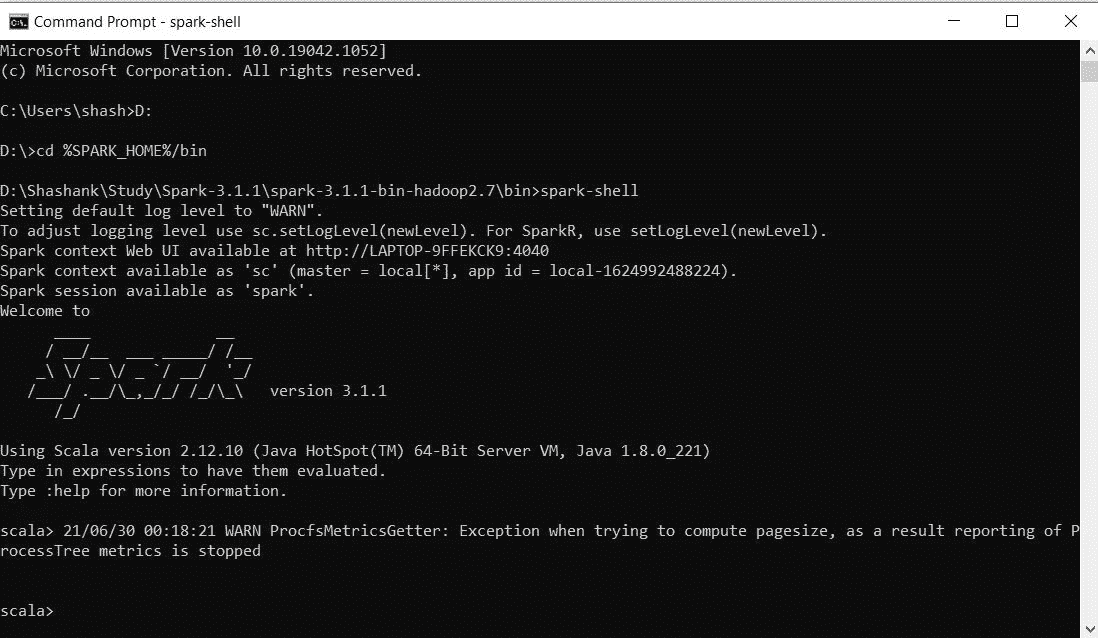 Command Prompt - spark-shell
Microsoft Windows [Version 10.0.19042.1052]
(c) Microsoft Corporation. All rights reserved.
C:\Users\shash>D:
D:\>cd %SPARK_HOME%/bin
D:\Shashank\Study\Spark-3.1.1\spark-3.1.1-bin-hadoop2.7\bin>spark-shell
Setting default log level to "WARN".
To adjust logging level use sc.setLogLevel(newLevel). For SparkR, use setLogLevel(newLevel).
Spark context Web UI available at http://LAPTOP-9FFEKCK9:4040
Spark context available as 'sc' (master = local[*], app id = local-1624992488224).
Spark session available as 'spark'.
Welcome to
      ____              __
     / __/__  ___ _____/ /__
    _\ \/ _ \/ _ `/ __/  '_/
   /___/ .__/\_,_/_/ /_/\_\   version 3.1.1
      /_/
Using Scala version 2.12.10 (Java HotSpot(TM) 64-Bit Server VM, Java 1.8.0_221)
Type in expressions to have them evaluated.
Type :help for more information.
scala> 21/06/30 00:18:21 WARN ProcfsMetricsGetter: Exception when trying to compute pagesize, as a result reporting of P
rocessTree metrics is stopped
scala>